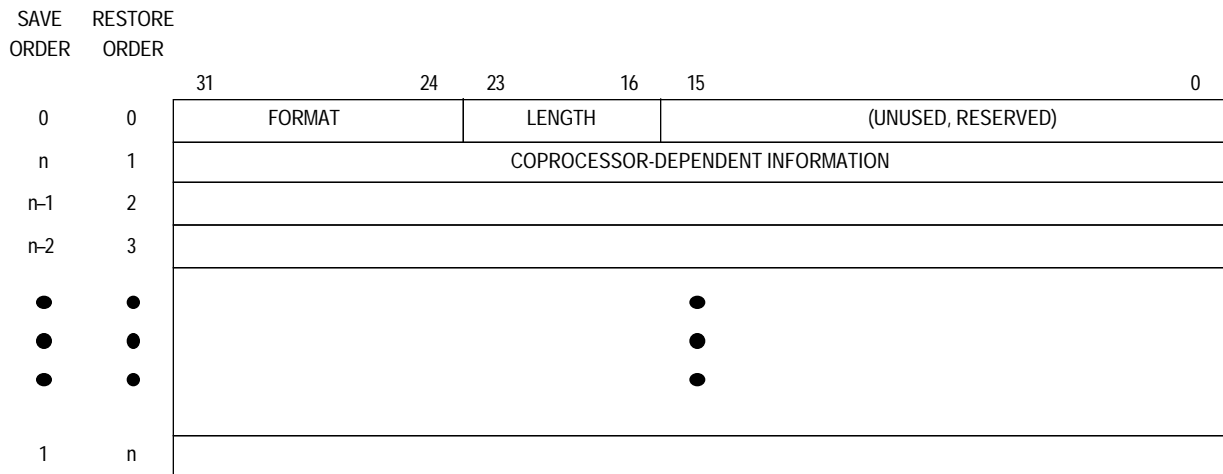 SAVE RESTORE
ORDER ORDER
31 24 23 16 15 0
0 0 FORMAT LENGTH (UNUSED, RESERVED)
n 1 COPROCESSOR-DEPENDENT INFORMATION
n–1 2
n–2 3
1 n